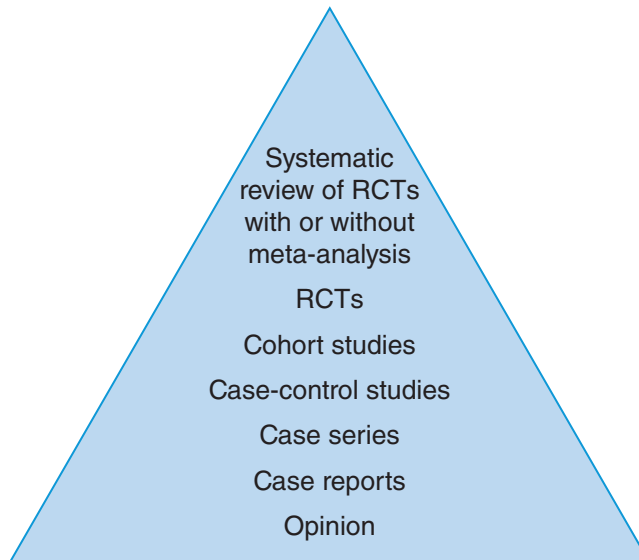 Systematic
review of RCTs
with or without
meta-analysis
RCTs
Cohort studies
Case-control studies
Case series
Case reports
Opinion